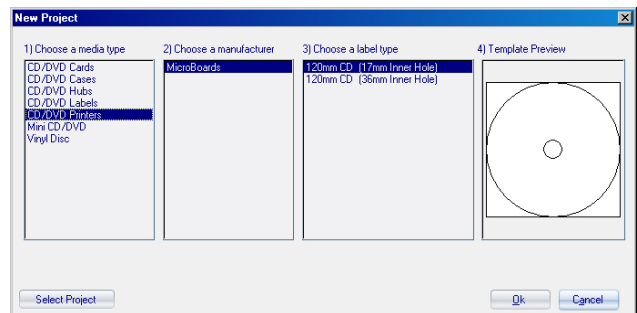 New Project
1) Choose a media type
2) Choose a manufacturer
3) Choose a label type
4) Template Preview
CD/DVD Cards
CD/DVD Cases
CD/DVD Hubs
CD/DVD Labels
CD/DVD Printers
Mini CD/DVD
Vinyl Disc
MicroBoards
120mm CD (17mm Inner Hole)
120mm CD (36mm Inner Hole)
Select Project
Ok
Cancel